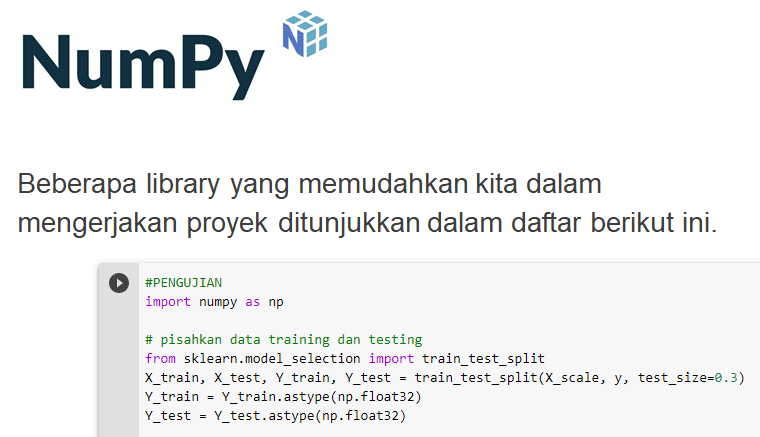 NumPy
Beberapa library yang memudahkan kita dalam
mengerjakan proyek ditunjukkan dalam daftar berikut ini.
#PENGUJIAN
import numpy as np
# pisahkan data training dan testing
from sklearn.model_selection import train_test_split
X_train, X_test, Y_train, Y_test = train_test_split(X_scale, y, test_size=0.3)
Y_train = Y_train.astype(np.float32)
Y_test = Y_test.astype(np.float32)